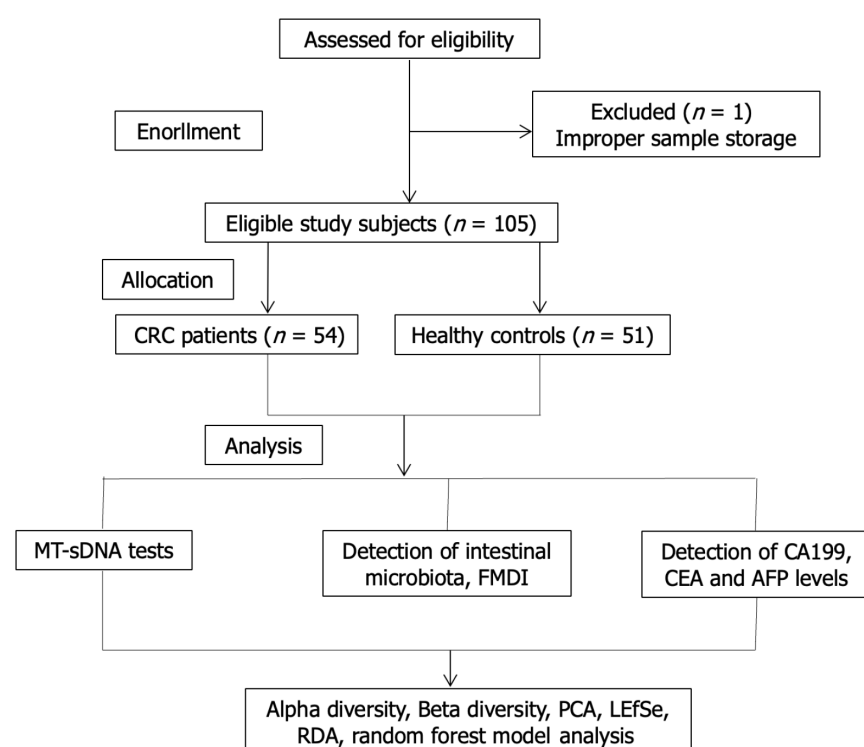 Assessed for eligibility
Enorllment
Excluded (n = 1)
Improper sample storage
Eligible study subjects (n = 105)
Allocation
CRC patients (n = 54)
Healthy controls (n = 51)
Analysis
MT-sDNA tests
Detection of intestinal
microbiota, FMDI
Detection of CA199,
CEA and AFP levels
Alpha diversity, Beta diversity, PCA, LEfSe,
RDA, random forest model analysis